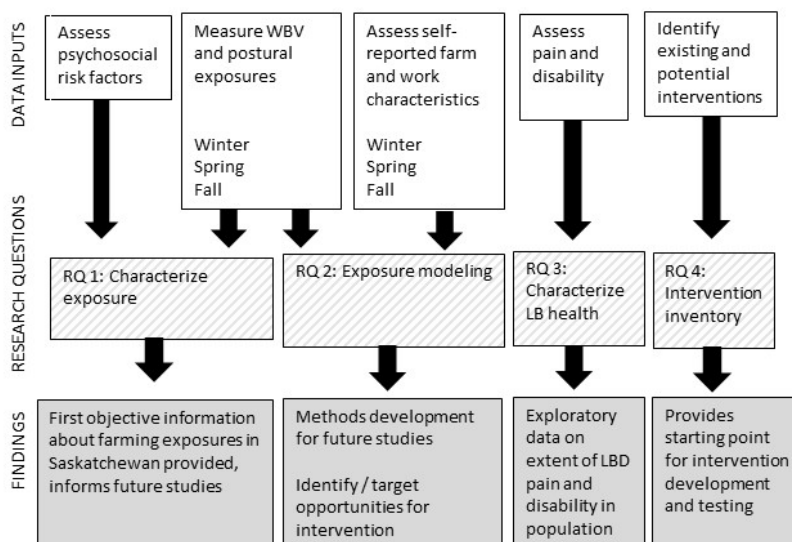 DATA INPUTS
Assess
psychosocial
risk factors
Measure WBV
and postural
exposures
Winter
Spring
Fall
Assess self-
reported farm
and work
characteristics
Winter
Spring
Fall
Assess
pain and
disability
Identify
existing and
potential
interventions
RESEARCH QUESTIONS
RQ 1: Characterize
exposure
RQ 2: Exposure modeling
RQ 3:
Characterize
LB health
RQ 4:
Intervention
inventory
FINDINGS
First objective information
about farming exposures in
Saskatchewan provided,
informs future studies
Methods development
for future studies
Identify / target
opportunities for
intervention
Exploratory
data on
extent of LBD
pain and
disability in
population
Provides
starting point
for intervention
development
and testing